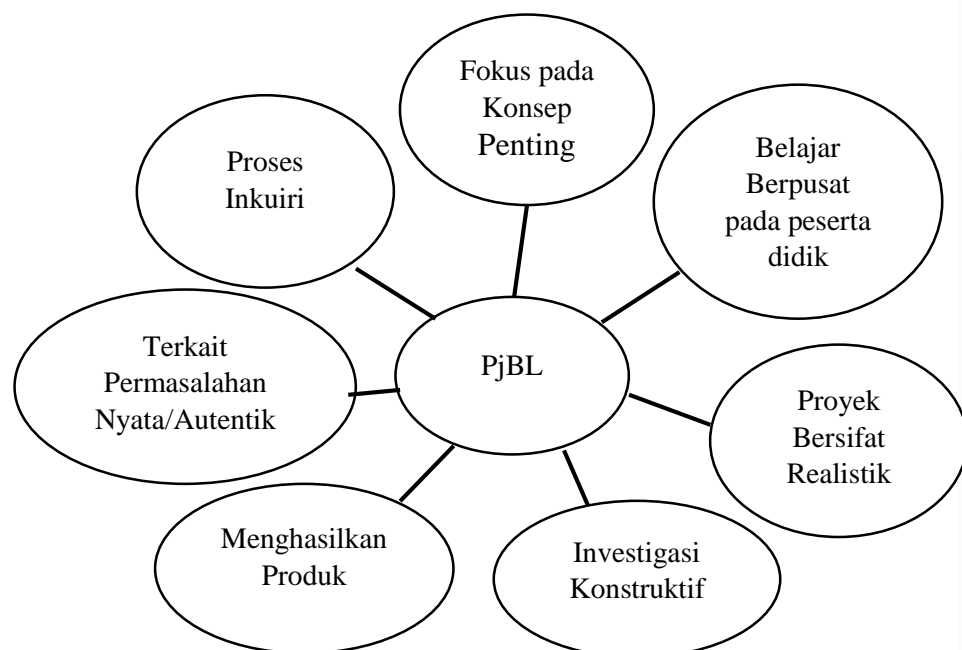 Fokus pada
Konsep
Penting
Proses
Inkuiri
Belajar
Berpusat
pada peserta
didik
Terkait
Permasalahan
Nyata/Autentik
PjBL
Proyek
Bersifat
Realistik
Menghasilkan
Produk
Investigasi
Konstruktif